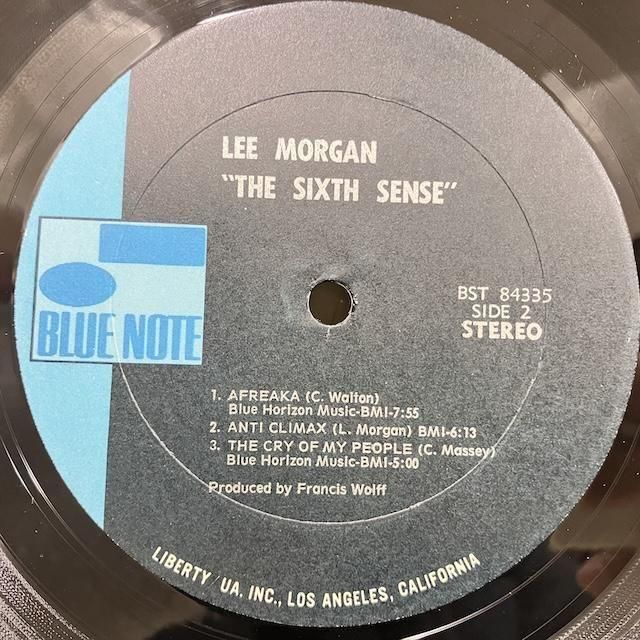 LEE MORGAN
"THE SIXTH SENSE"
BLUE NOTE
BST 84335
SIDE 2
STEREO
1. AFREAKA (C. Walton)
Blue Horizon Music-BMI-7:55
2. ANTI CLIMAX (L. Morgan) BMI-6:13
3. THE CRY OF MY PEOPLE (C. Massey)
Blue Horizon Music-BMI-5:00
Produced by Francis Wolff
LIBERTY/UA, INC., LOS ANGELES, CALIFORNIA